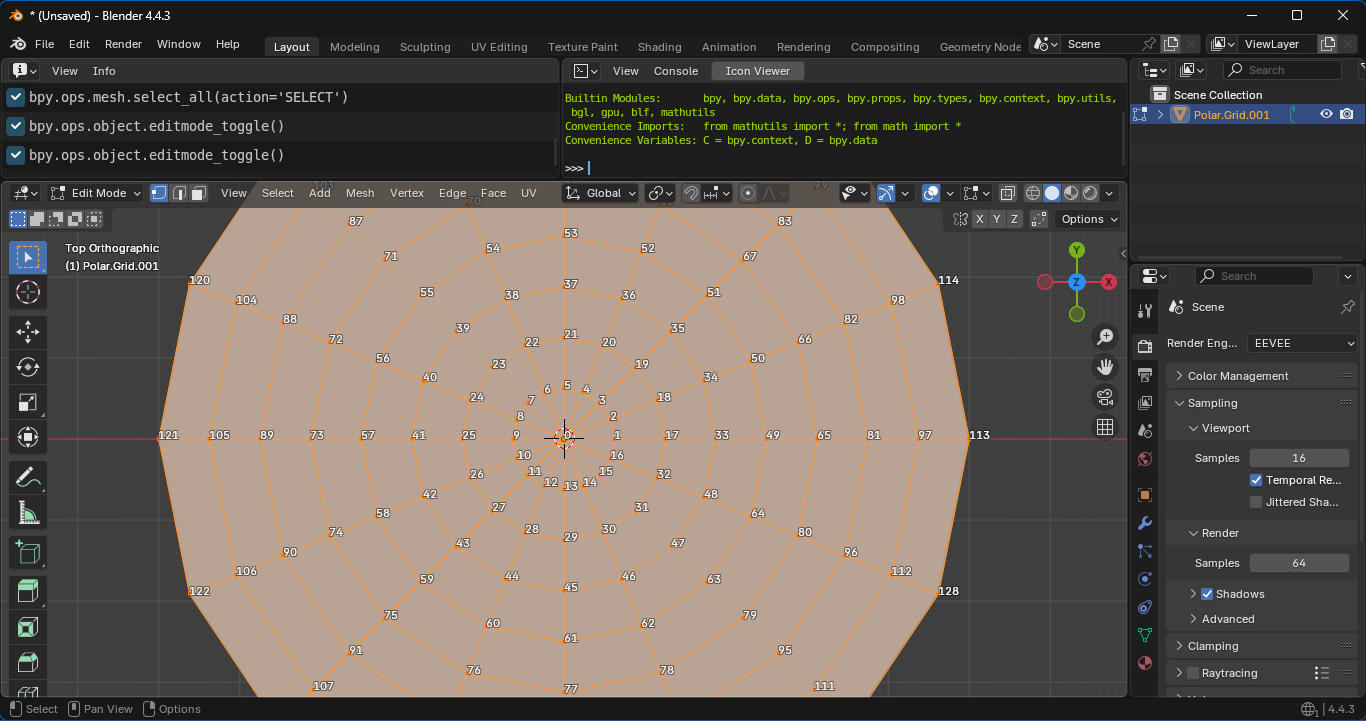 * (Unsaved) - Blender 4.4.3
File Edit Render Window Help Layout Modeling Sculpting UV Editing Texture Paint Shading Animation Rendering Compositing Geometry Node Scene ViewLayer
View Info
bpy.ops.mesh.select_all(action='SELECT')
bpy.ops.object.editmode_toggle()
bpy.ops.object.editmode_toggle()
View Console Icon Viewer
Builtin Modules: bpy, bpy.data, bpy.ops, bpy.props, bpy.types, bpy.context, bpy.utils,
bgl, gpu, blf, mathutils
Convenience Imports: from mathutils import *; from math import *
Convenience Variables: C = bpy.context, D = bpy.data
>>>
Search
Scene Collection
Polar.Grid.001
Edit Mode View Select Add Mesh Vertex Edge Face UV Global
X Y Z Options
Top Orthographic
(1) Polar.Grid.001
103 99
70
87 83
53
54 52
71 67
120 114
37
55 51
38 36
104 98
88 82
39 35
21
72 66
22 20
56 50
23 19
40 34
5
6 4
24 18
7 3
8 2
121 105 89 73 57 41 25 9 0 1 17 33 49 65 81 97 113
10 16
11 15
26 32
12 13 14
42 48
27 31
58 64
28 30
74 80
29
43 47
90 96
106 112
44 46
59 63
45
122 128
75 79
60 62
61
91 95
76 78
107 111
77
Y
Z X
Search
Scene
Render Eng... EEVEE
Color Management
Sampling
Viewport
Samples 16
Temporal Re...
Jittered Sha...
Render
Samples 64
Shadows
Advanced
Clamping
Raytracing
Select Pan View Options
1 4.4.3